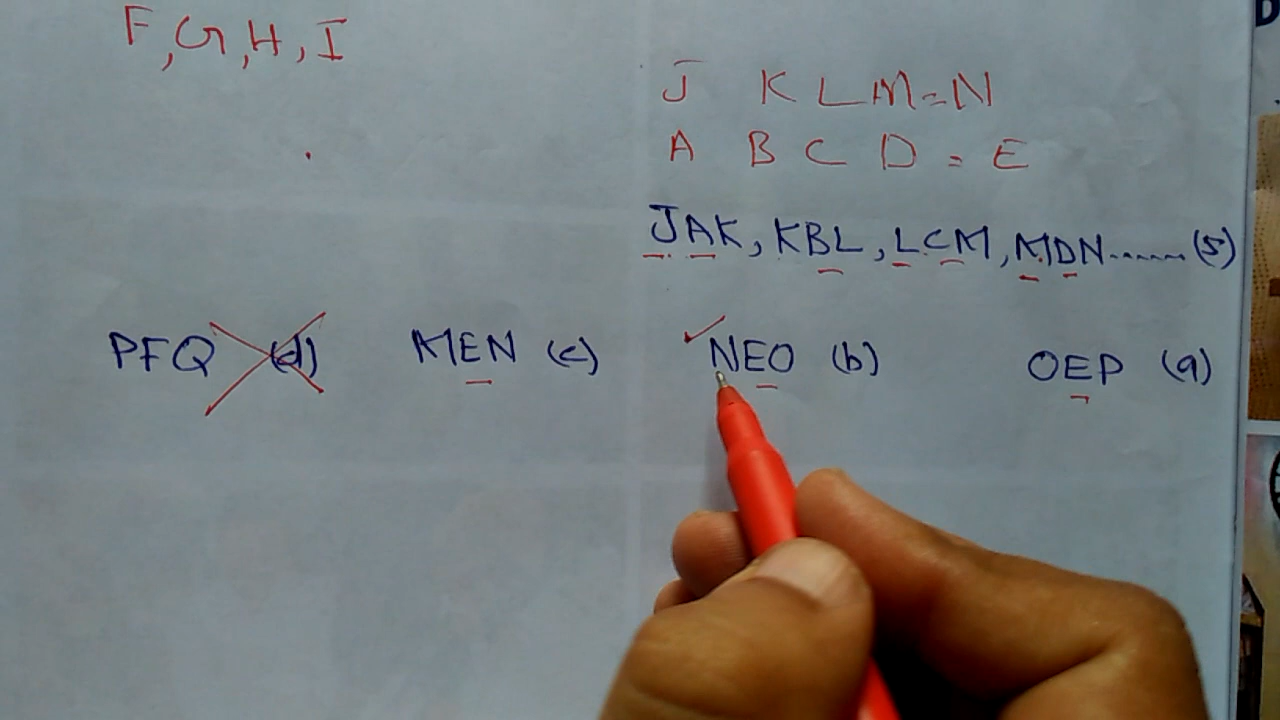 F, G, H, I
J K L M = N
A B C D = E
JAK, KBL, LCM, MDN...... (5)
PFQ (d) MEN (c) NEO (b) OEP (a)